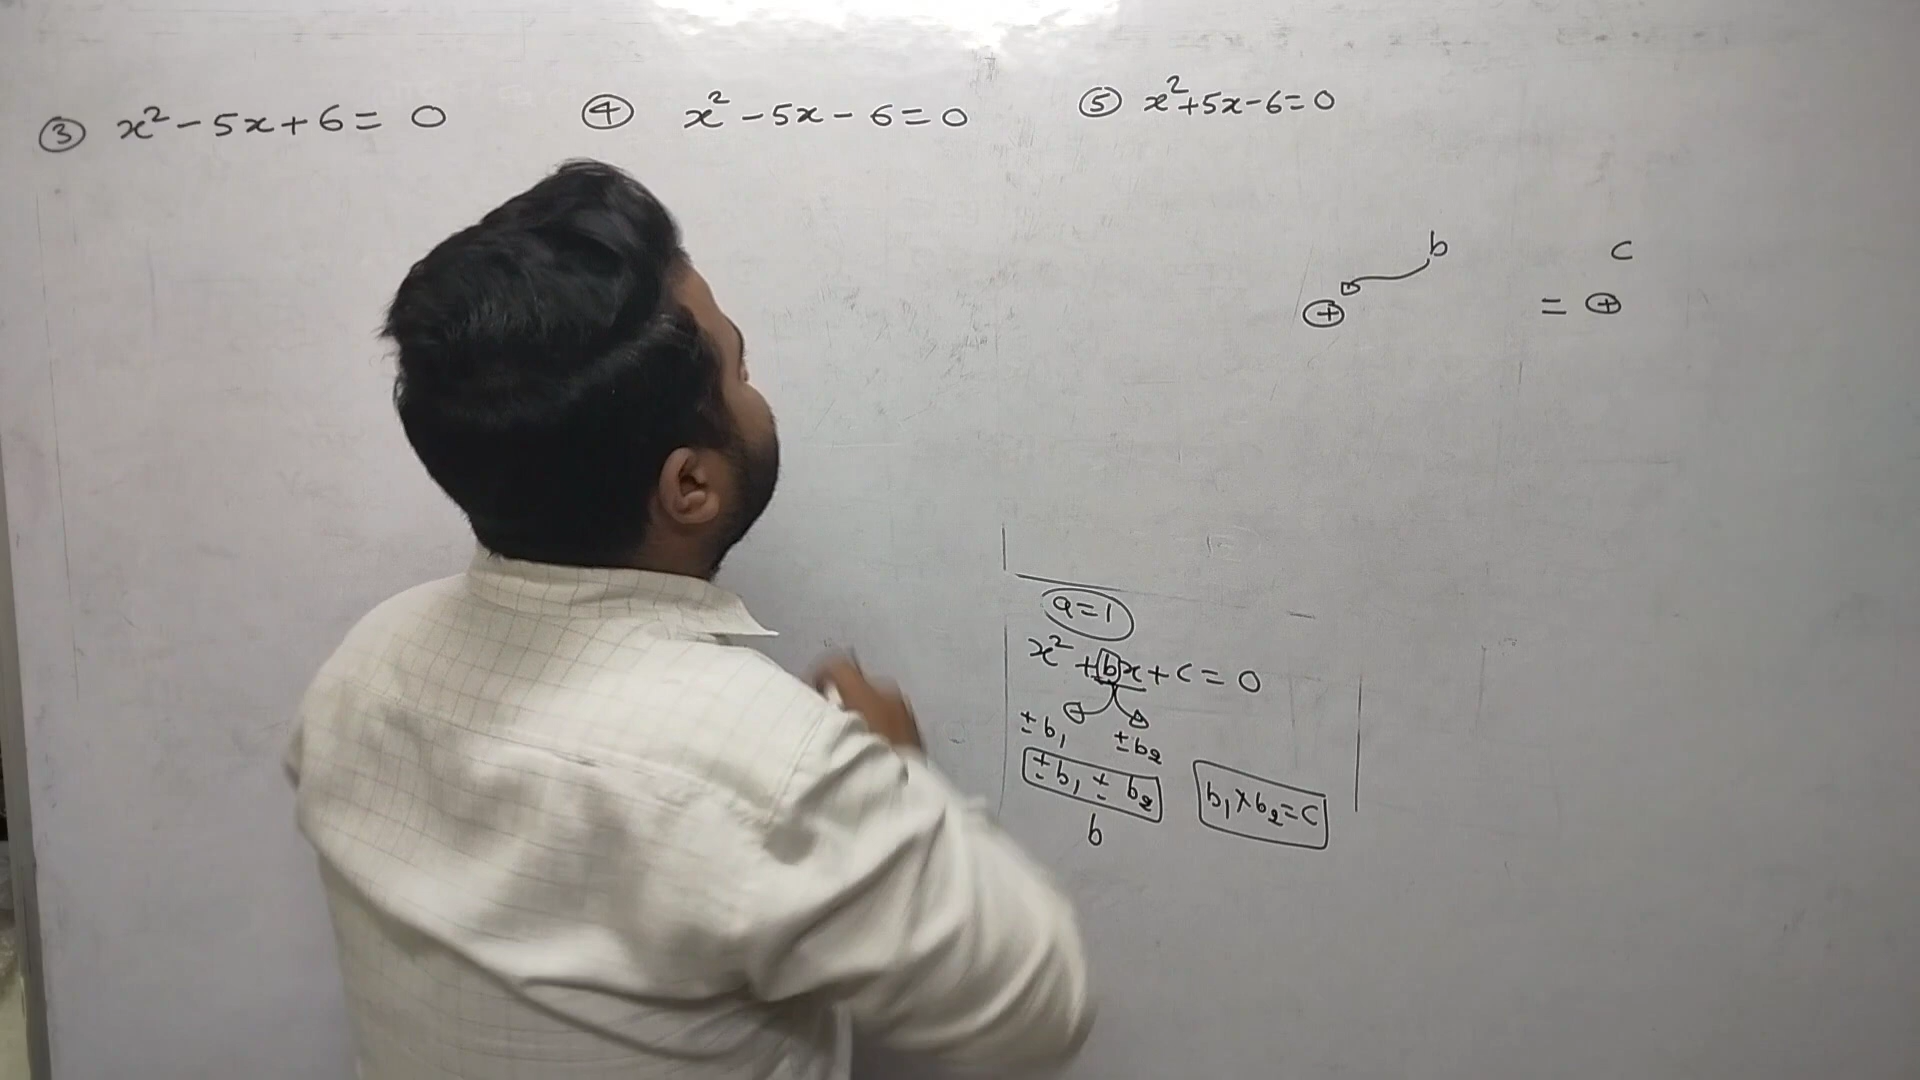 ③ x² - 5x + 6 = 0
④ x² - 5x - 6 = 0
⑤ x² + 5x - 6 = 0
b c
⊕ = ⊕
a = 1
x² + bx + c = 0
± b₁ ± b₂
± b₁ ± b₂
b₁ × b₂ = c
b